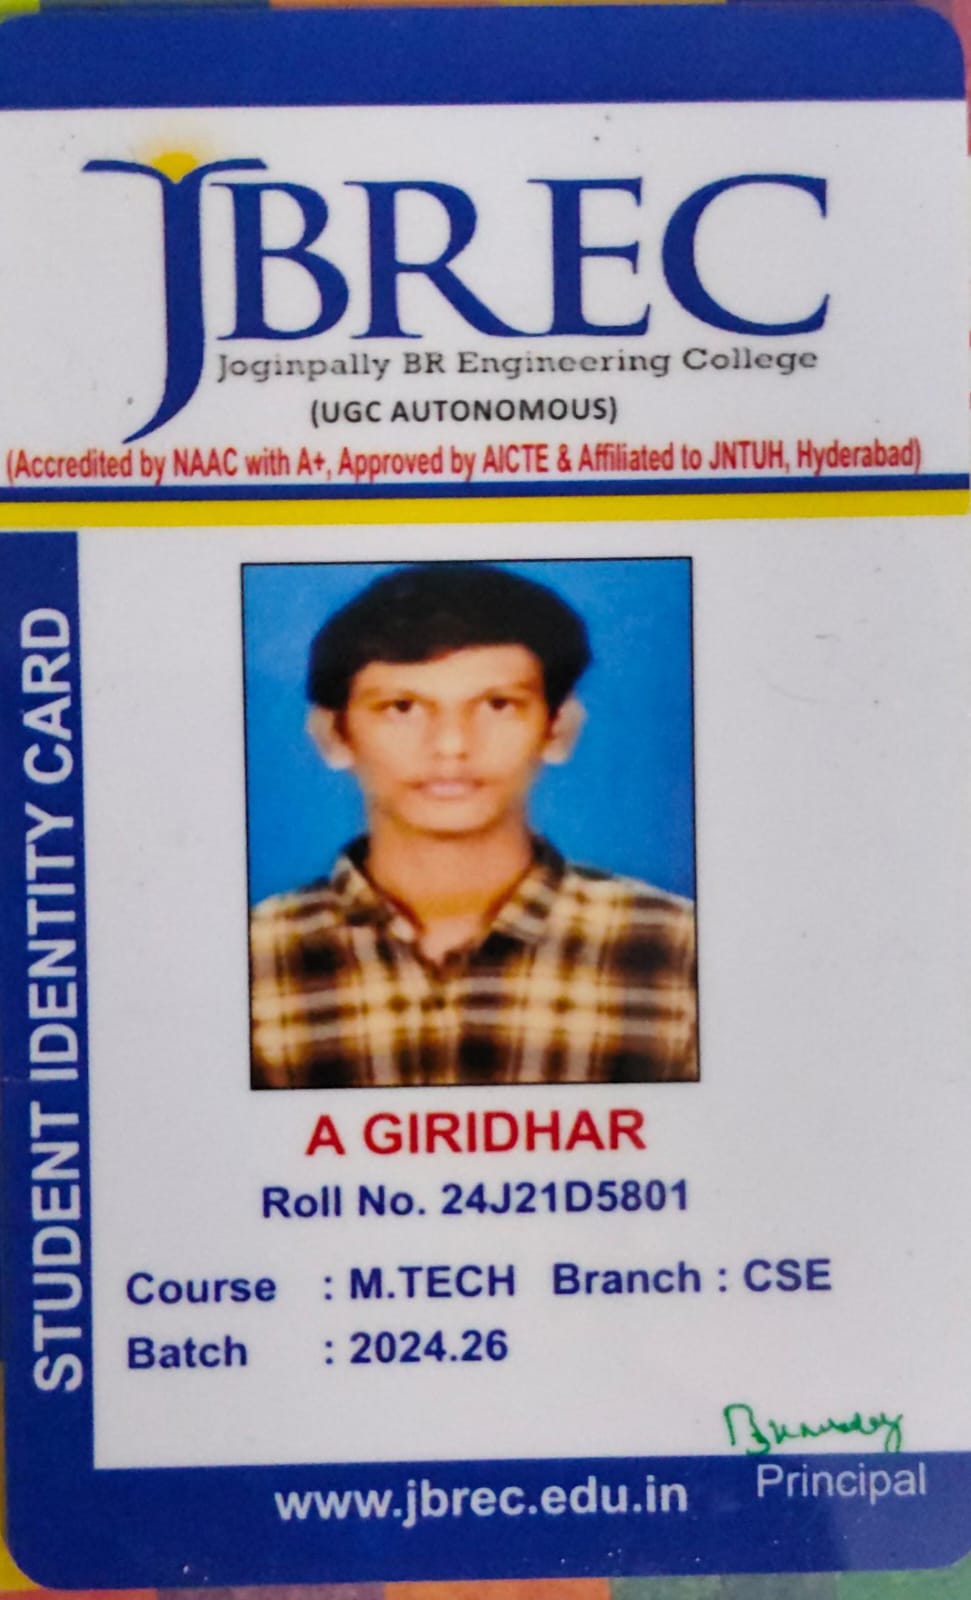 JBREC
Joginpally BR Engineering College
(UGC AUTONOMOUS)
(Accredited by NAAC with A+, Approved by AICTE & Affiliated to JNTUH, Hyderabad)
STUDENT IDENTITY CARD
A GIRIDHAR
Roll No. 24J21D5801
Course : M.TECH Branch : CSE
Batch : 2024.26
Principal
www.jbrec.edu.in